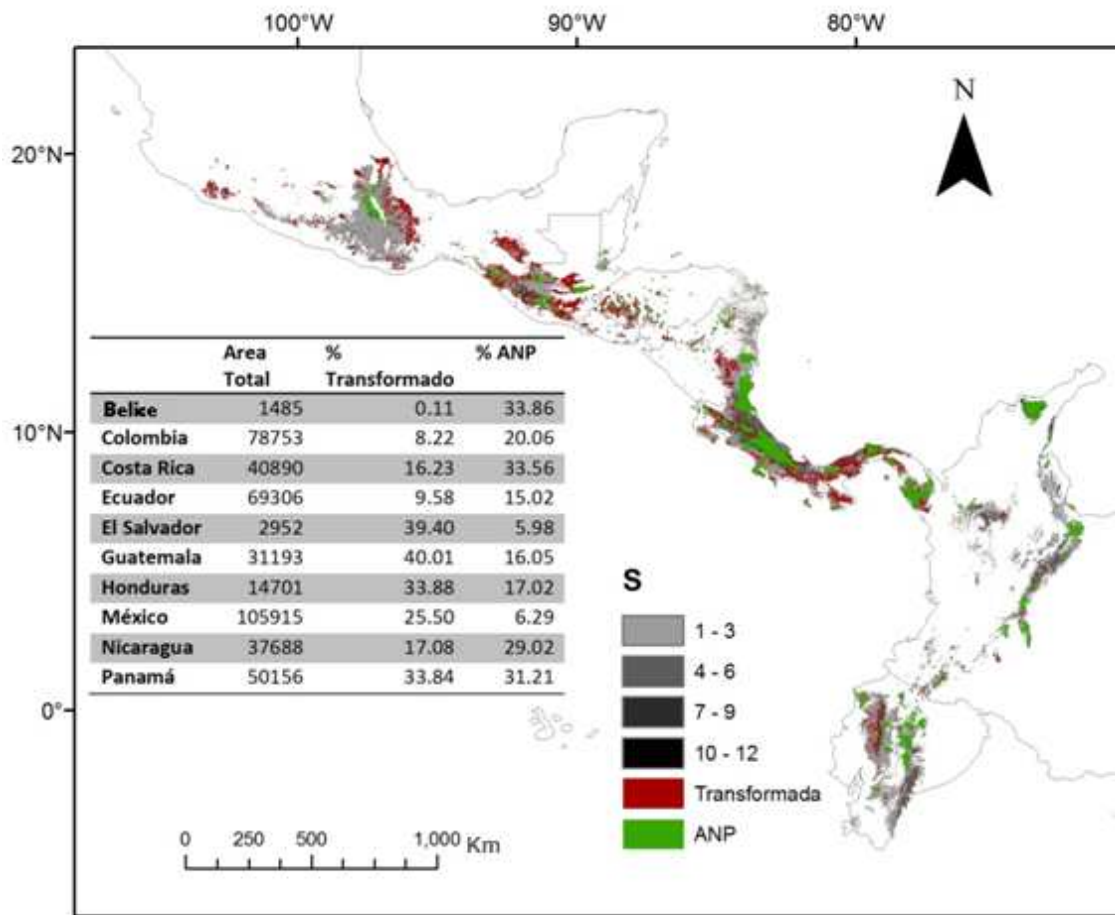 100°W 90°W 80°W
N
20°N
10°N
0°
Area Total % Transformado % ANP
Belice 1485 0.11 33.86
Colombia 78753 8.22 20.06
Costa Rica 40890 16.23 33.56
Ecuador 69306 9.58 15.02
El Salvador 2952 39.40 5.98
Guatemala 31193 40.01 16.05
Honduras 14701 33.88 17.02
México 105915 25.50 6.29
Nicaragua 37688 17.08 29.02
Panamá 50156 33.84 31.21
S
1 - 3
4 - 6
7 - 9
10 - 12
Transformada
ANP
0 250 500 1,000 Km